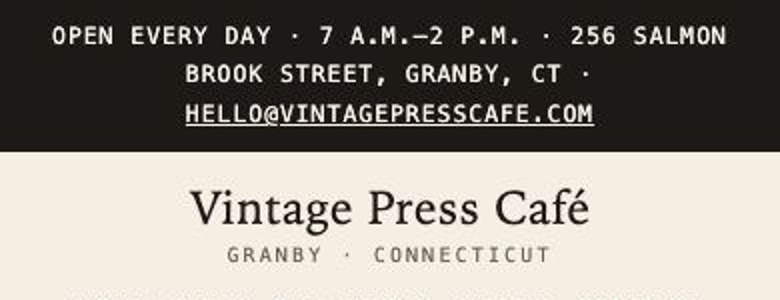 OPEN EVERY DAY · 7 A.M.–2 P.M. · 256 SALMON
BROOK STREET, GRANBY, CT ·
HELLO@VINTAGEPRESSCAFE.COM
Vintage Press Café
GRANBY · CONNECTICUT